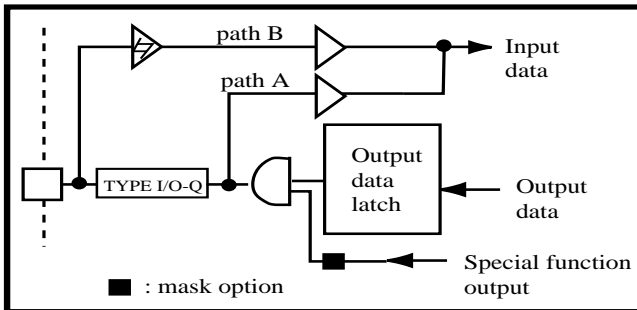 path B
Input
data
path A
TYPE I/O-Q
Output
data
latch
Output
data
Special function
output
: mask option